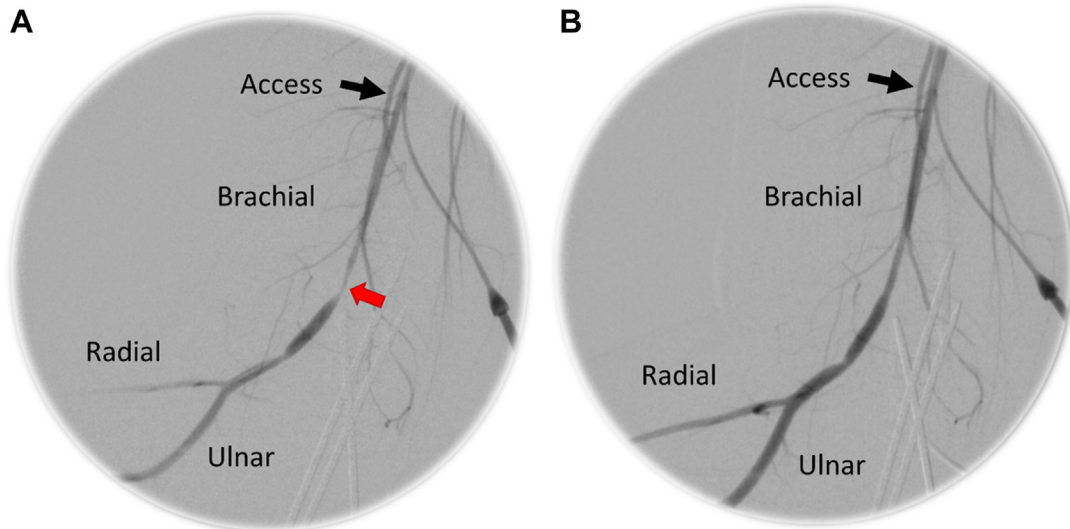 A
Access
Brachial
Radial
Ulnar
B
Access
Brachial
Radial
Ulnar